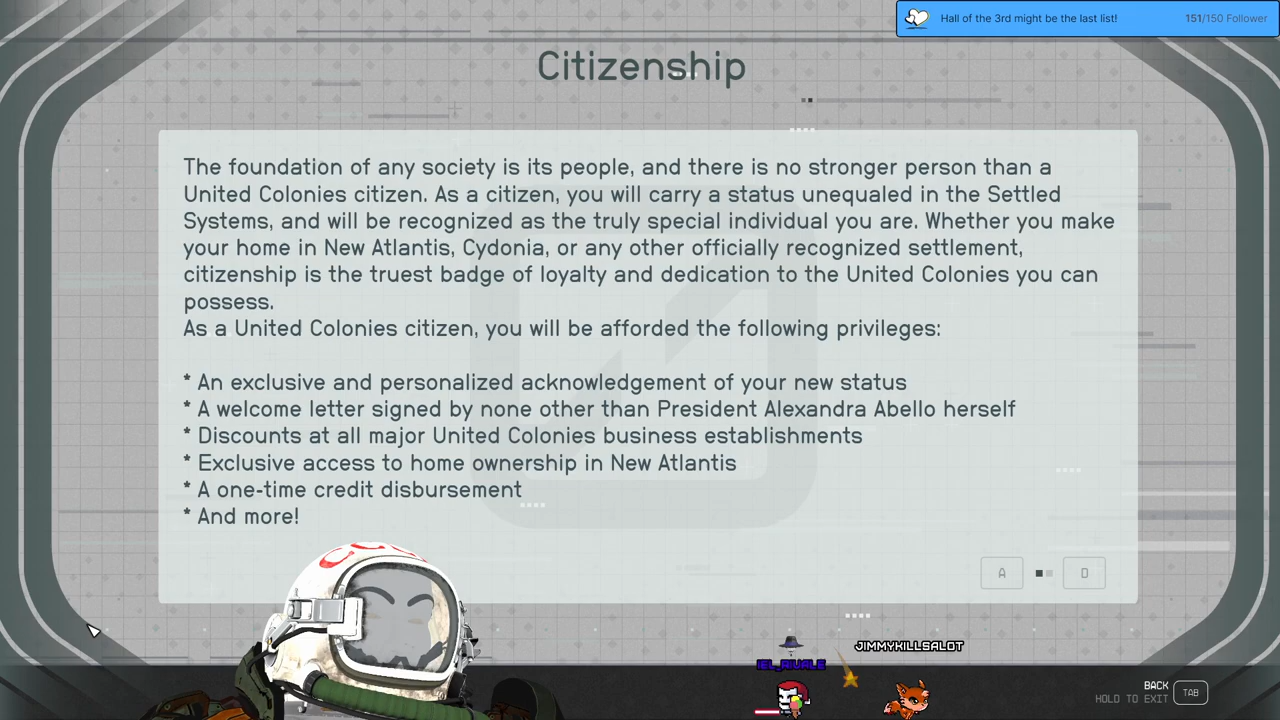 Hall of the 3rd might be the last list!
151/150 Follower
Citizenship
The foundation of any society is its people, and there is no stronger person than a
United Colonies citizen. As a citizen, you will carry a status unequaled in the Settled
Systems, and will be recognized as the truly special individual you are. Whether you make
your home in New Atlantis, Cydonia, or any other officially recognized settlement,
citizenship is the truest badge of loyalty and dedication to the United Colonies you can
possess.
As a United Colonies citizen, you will be afforded the following privileges:
* An exclusive and personalized acknowledgement of your new status
* A welcome letter signed by none other than President Alexandra Abello herself
* Discounts at all major United Colonies business establishments
* Exclusive access to home ownership in New Atlantis
* A one-time credit disbursement
* And more!
A
D
JIMMYKILLSALOT
IEL_RIVALE
BACK
HOLD TO EXIT
TAB